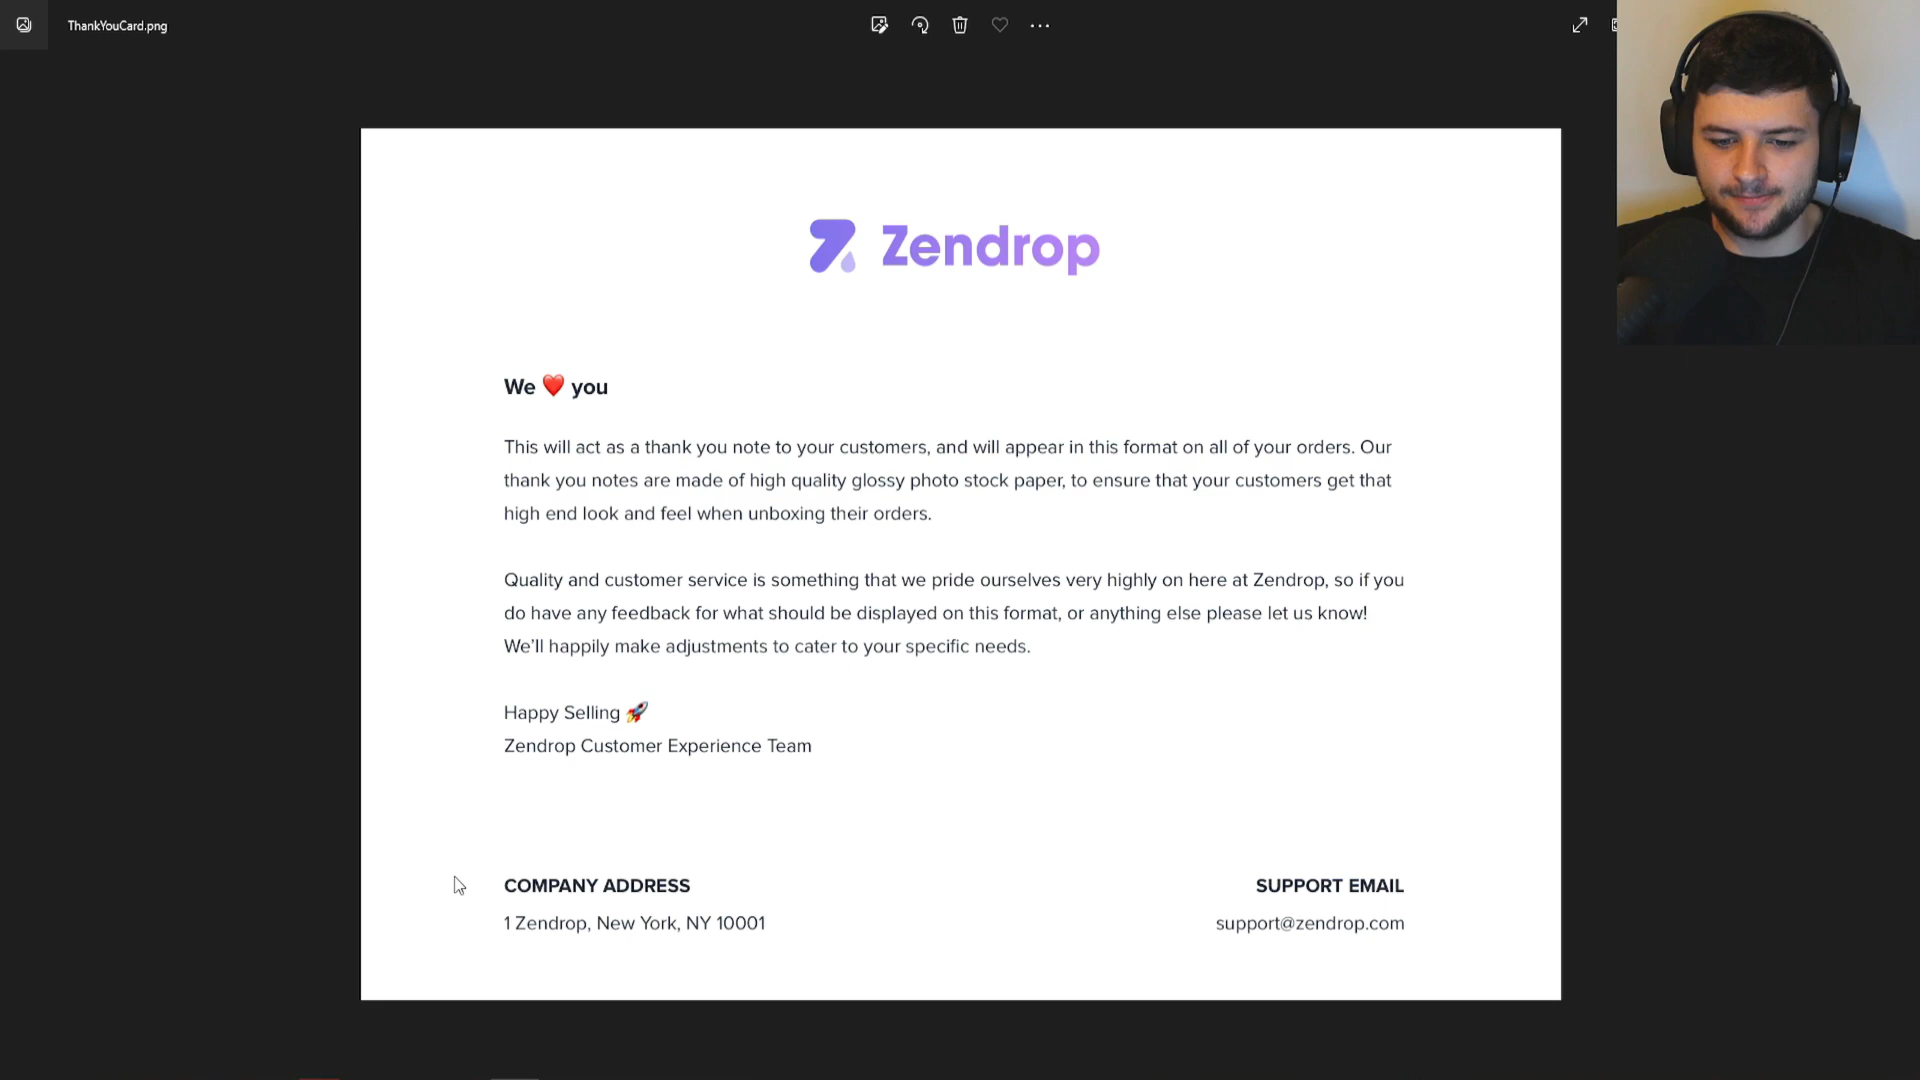 ThankYouCard.png
Zendrop
We ❤️ you
This will act as a thank you note to your customers, and will appear in this format on all of your orders. Our
thank you notes are made of high quality glossy photo stock paper, to ensure that your customers get that
high end look and feel when unboxing their orders.
Quality and customer service is something that we pride ourselves very highly on here at Zendrop, so if you
do have any feedback for what should be displayed on this format, or anything else please let us know!
We'll happily make adjustments to cater to your specific needs.
Happy Selling 🚀
Zendrop Customer Experience Team
COMPANY ADDRESS
SUPPORT EMAIL
1 Zendrop, New York, NY 10001
support@zendrop.com